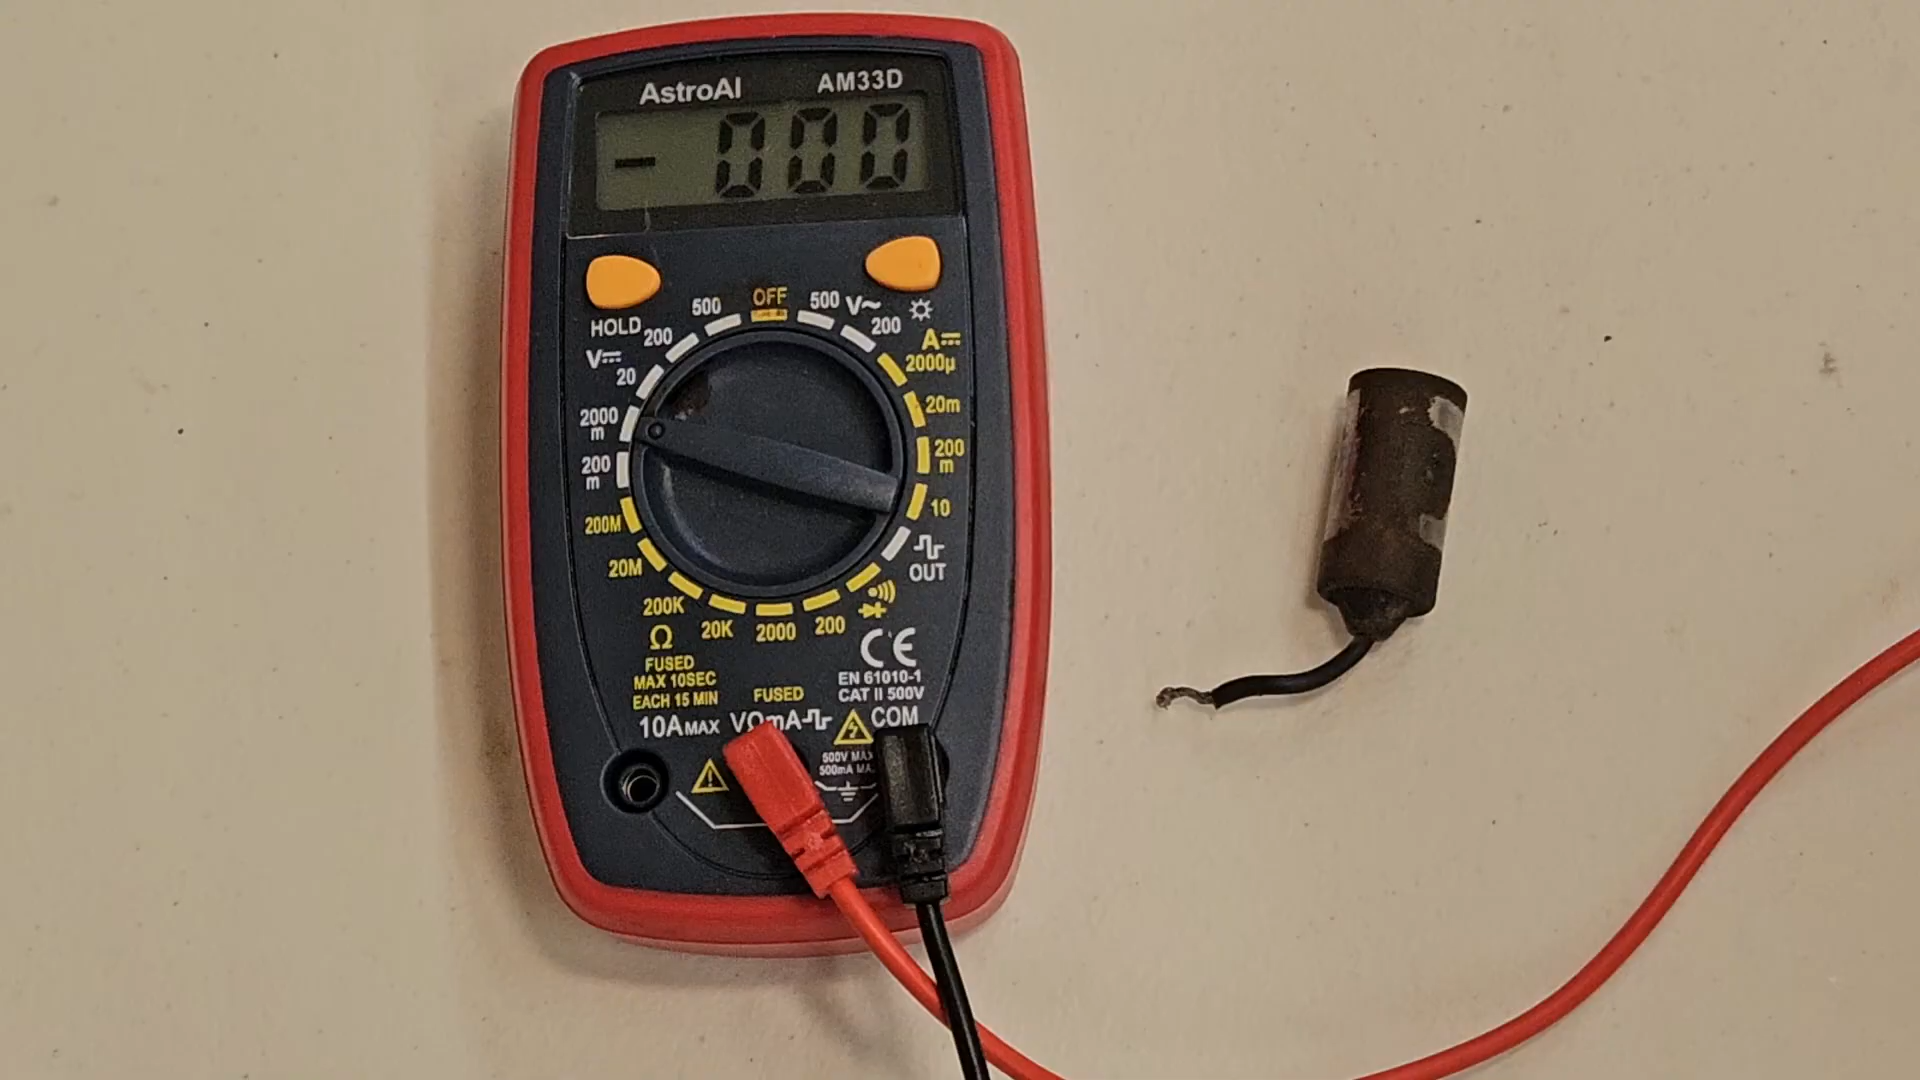 AstroAI AM33D
- 000
HOLD
OFF
500 V~
500
200
200
V⎓
A⎓
20
2000µ
2000
m
20m
200
m
200
m
200M
10
20M
OUT
200K
20K
2000
200
Ω
CE
FUSED
MAX 10SEC
EACH 15 MIN
FUSED
EN 61010-1
CAT II 500V
10A MAX VΩmA COM
500V MAX
500mA MA